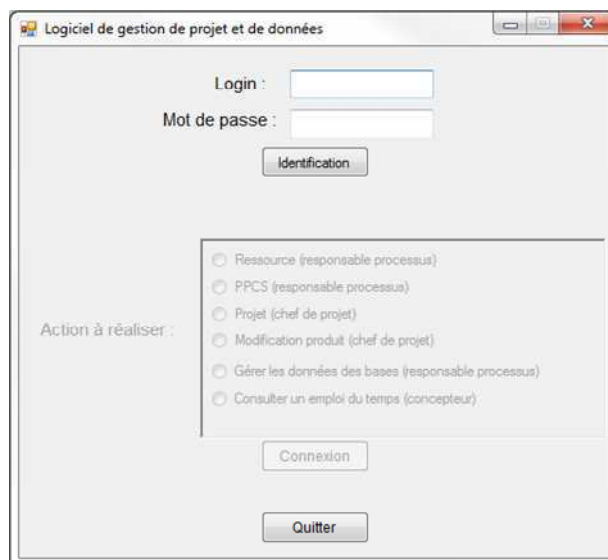 Logiciel de gestion de projet et de données
Login :
Mot de passe :
Identification
Action à réaliser :
Ressource (responsable processus)
PPCS (responsable processus)
Projet (chef de projet)
Modification produit (chef de projet)
Gérer les données des bases (responsable processus)
Consulter un emploi du temps (concepteur)
Connexion
Quitter